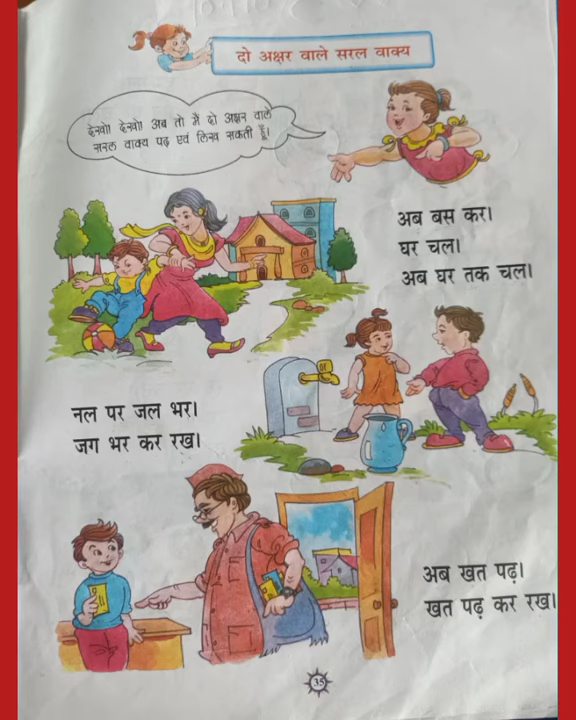 दो अक्षर वाले सरल वाक्य
देखो! देखो! अब तो मैं दो अक्षर वाले
सरल वाक्य पढ़ एवं लिख सकती हूँ।
अब बस कर।
घर चल।
अब घर तक चल।
नल पर जल भर।
जग भर कर रख।
अब खत पढ़।
खत पढ़ कर रख।
35